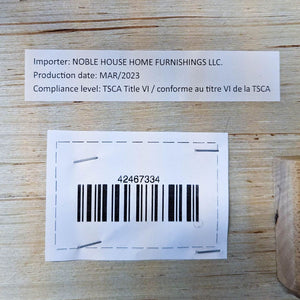 Importer: NOBLE HOUSE HOME FURNISHINGS LLC.
Production date: MAR/2023
Compliance level: TSCA Title VI / conforme au titre VI de la TSCA
42467334